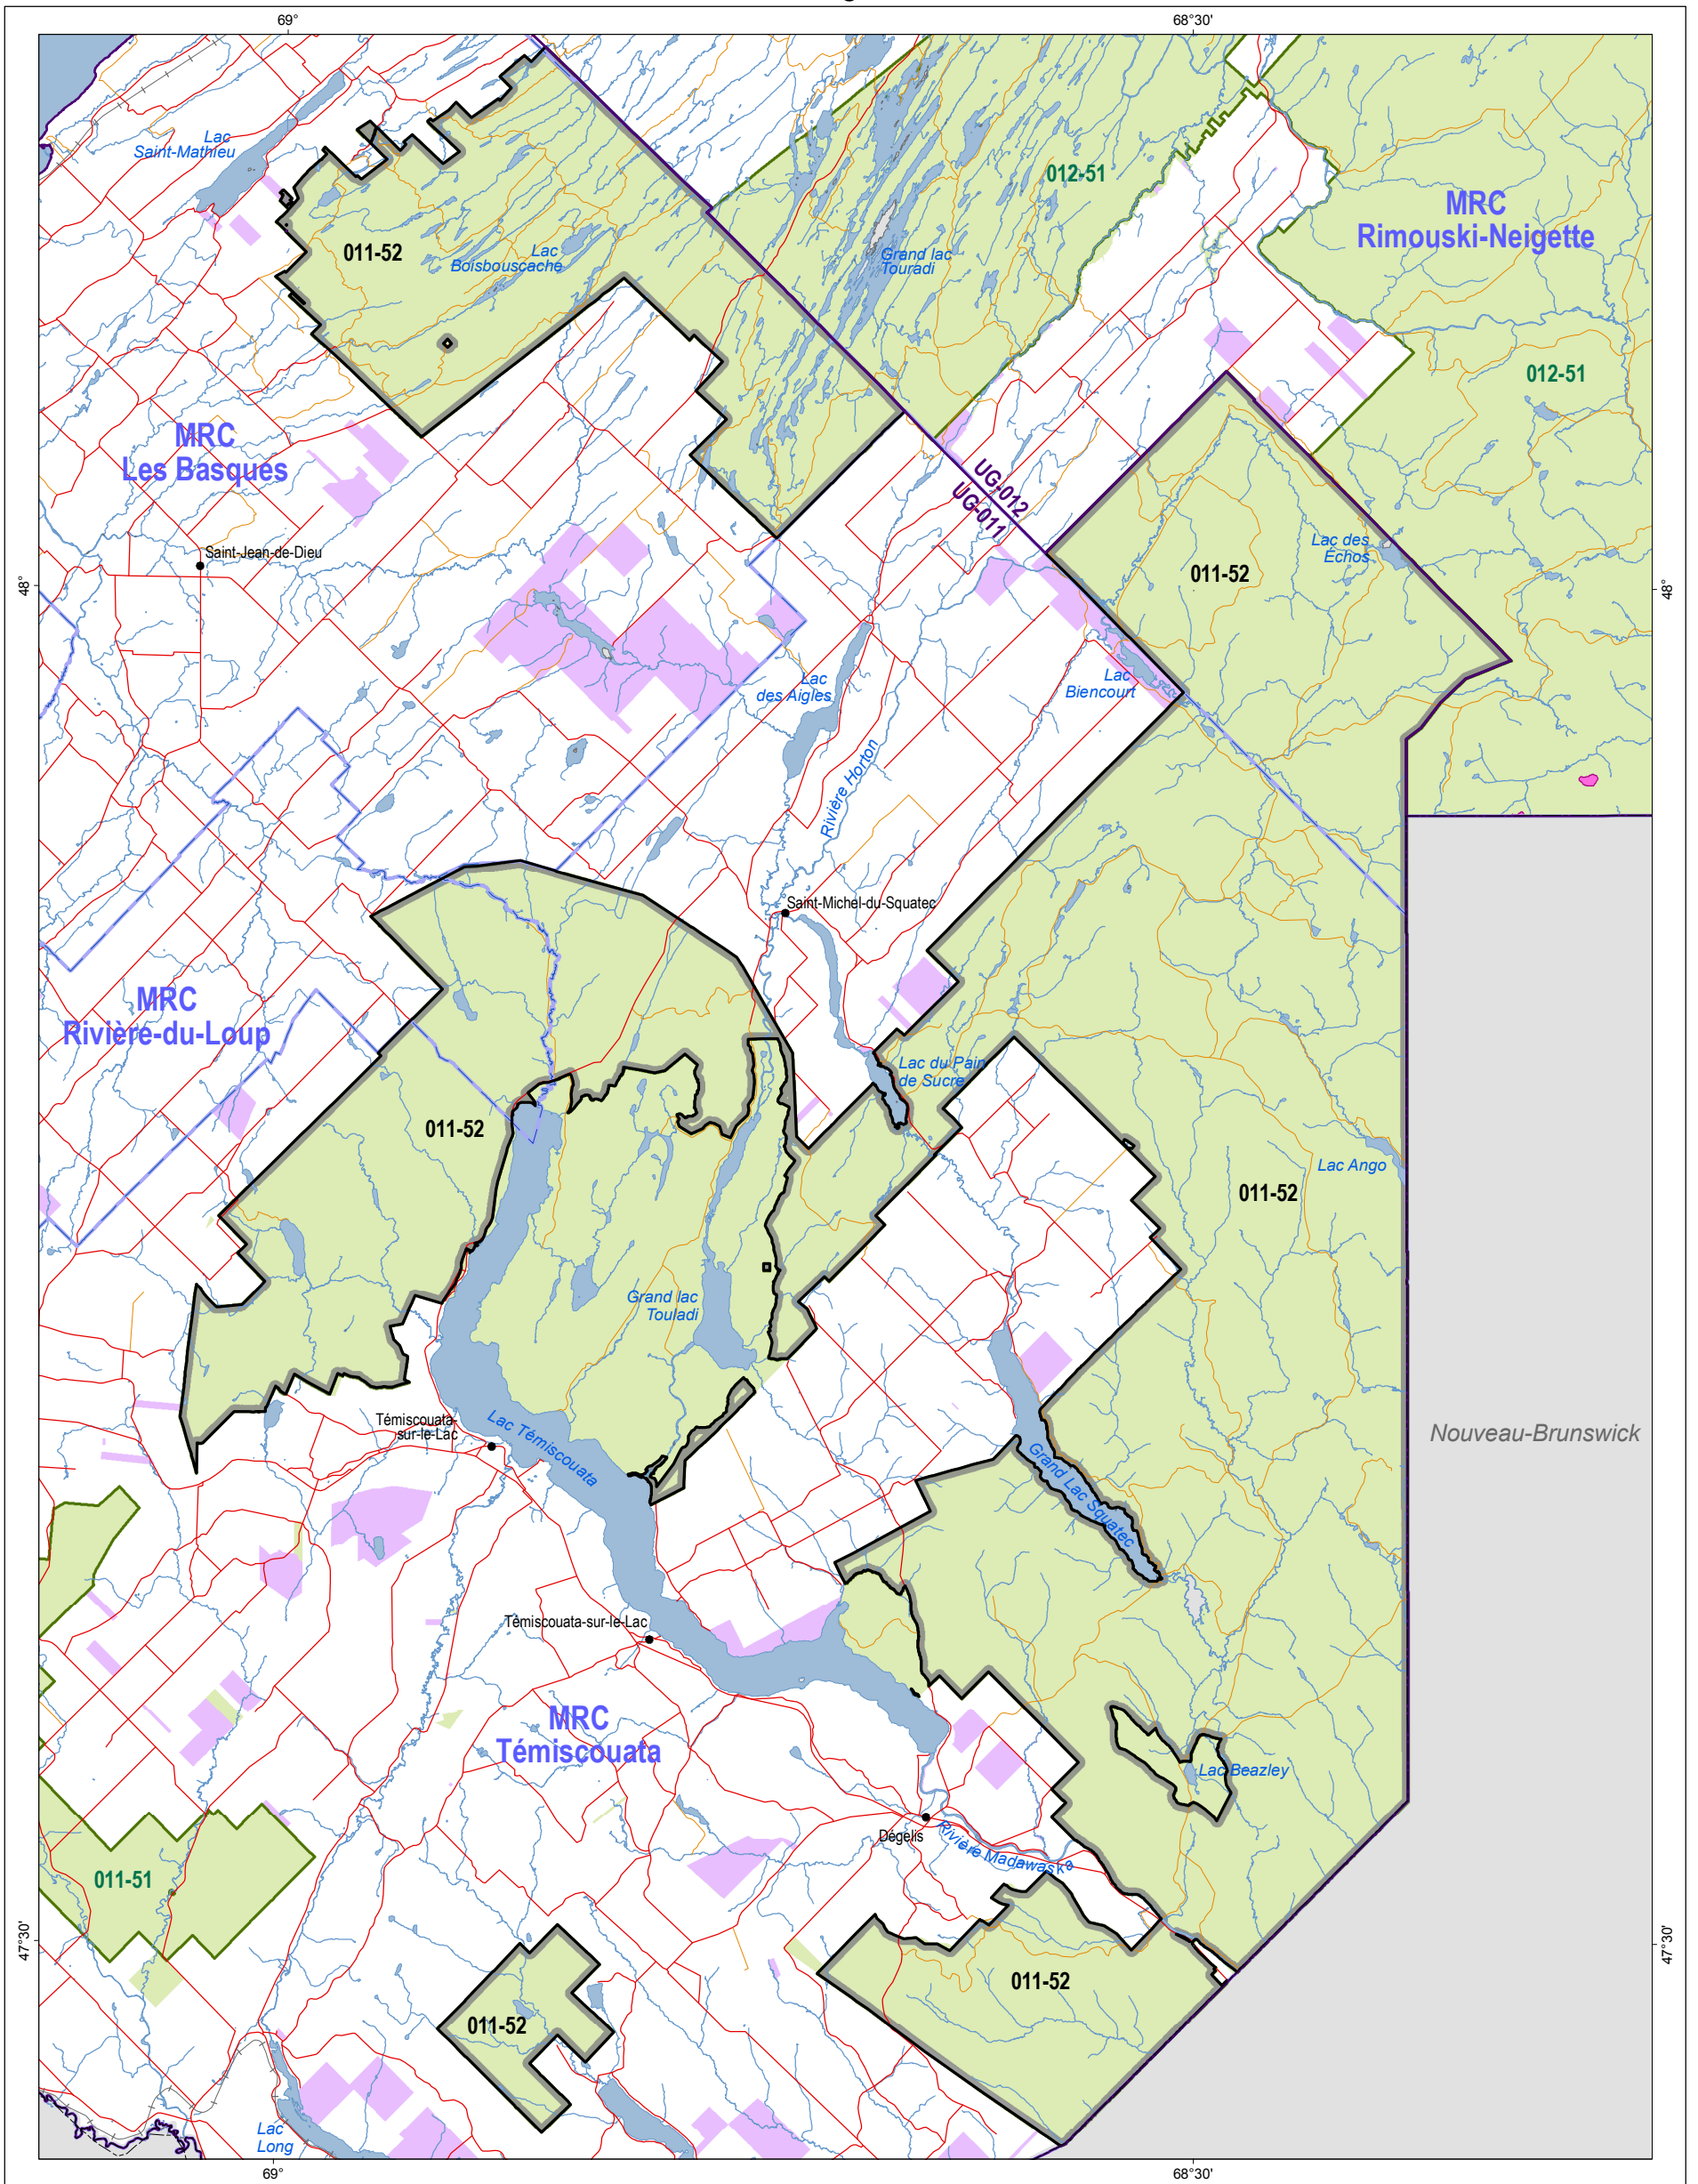 69°
68°30'
Lac
Saint-Mathieu
012-51
MRC
Rimouski-Neigette
011-52
Lac
Boisbouscache
Grand lac
Touradi
012-51
MRC
Les Basques
UG-012
UG-011
Saint-Jean-de-Dieu
Lac des
Échos
011-52
48°
48°
Lac
des Aigles
Lac
Biencourt
Rivière Horton
Saint-Michel-du-Squatec
MRC
Rivière-du-Loup
Lac du Pain
de Sucre
011-52
Lac Ango
011-52
Grand lac
Touladi
Témiscouata-
sur-le-Lac
Lac Témiscouata
Nouveau-Brunswick
Grand Lac Squatec
Témiscouata-sur-le-Lac
MRC
Témiscouata
Lac Beazley
Dégelis
Rivière Madawaska
011-51
47°30'
47°30'
011-52
011-52
Lac
Long
69°
68°30'